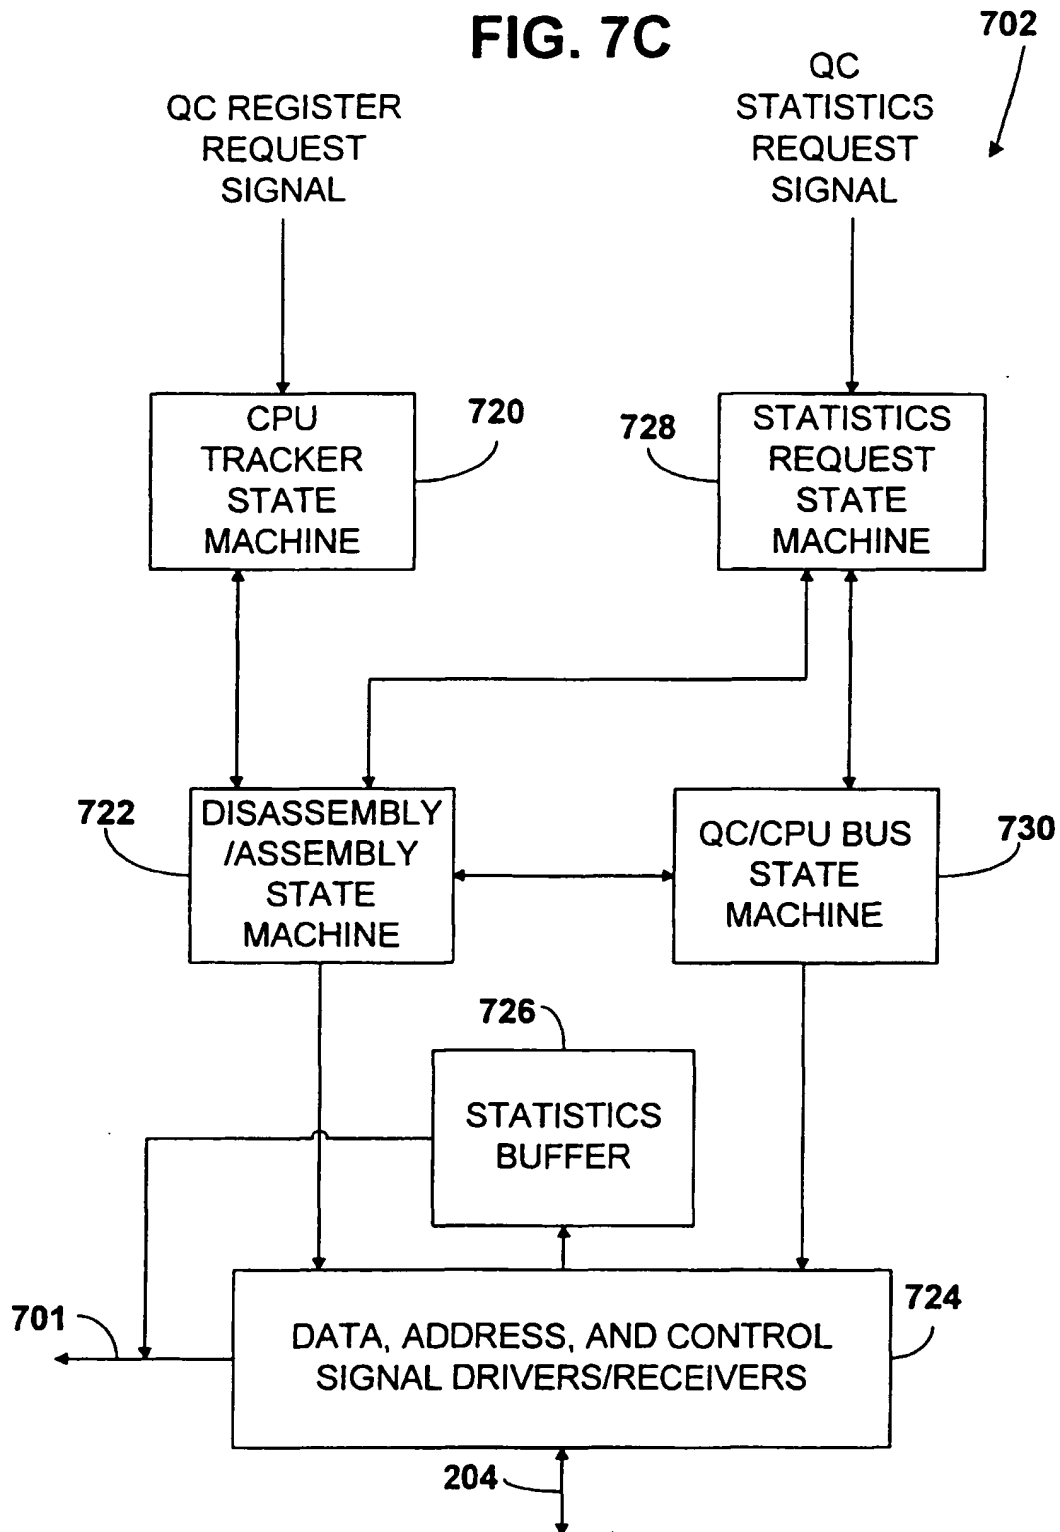 FIG. 7C
702
QC REGISTER
REQUEST
SIGNAL
QC
STATISTICS
REQUEST
SIGNAL
CPU
TRACKER
STATE
MACHINE
720
728
STATISTICS
REQUEST
STATE
MACHINE
722
DISASSEMBLY
/ASSEMBLY
STATE
MACHINE
QC/CPU BUS
STATE
MACHINE
730
726
STATISTICS
BUFFER
701
DATA, ADDRESS, AND CONTROL
SIGNAL DRIVERS/RECEIVERS
724
204